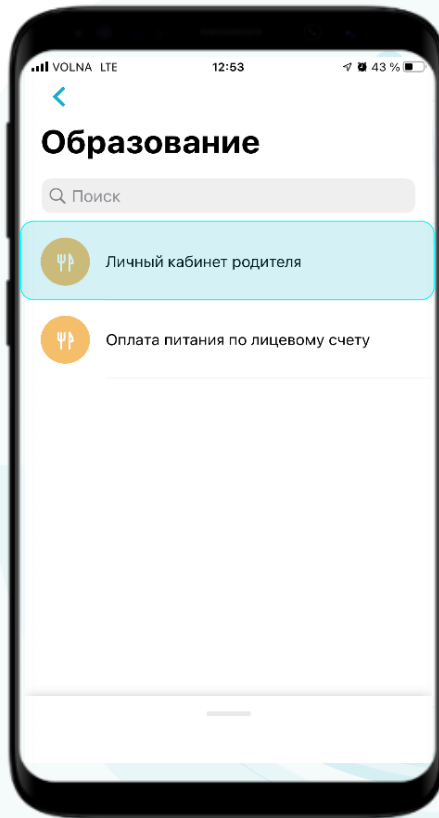 VOLNA LTE 12:53 43 %
Образование
Поиск
Личный кабинет родителя
Оплата питания по лицевому счету